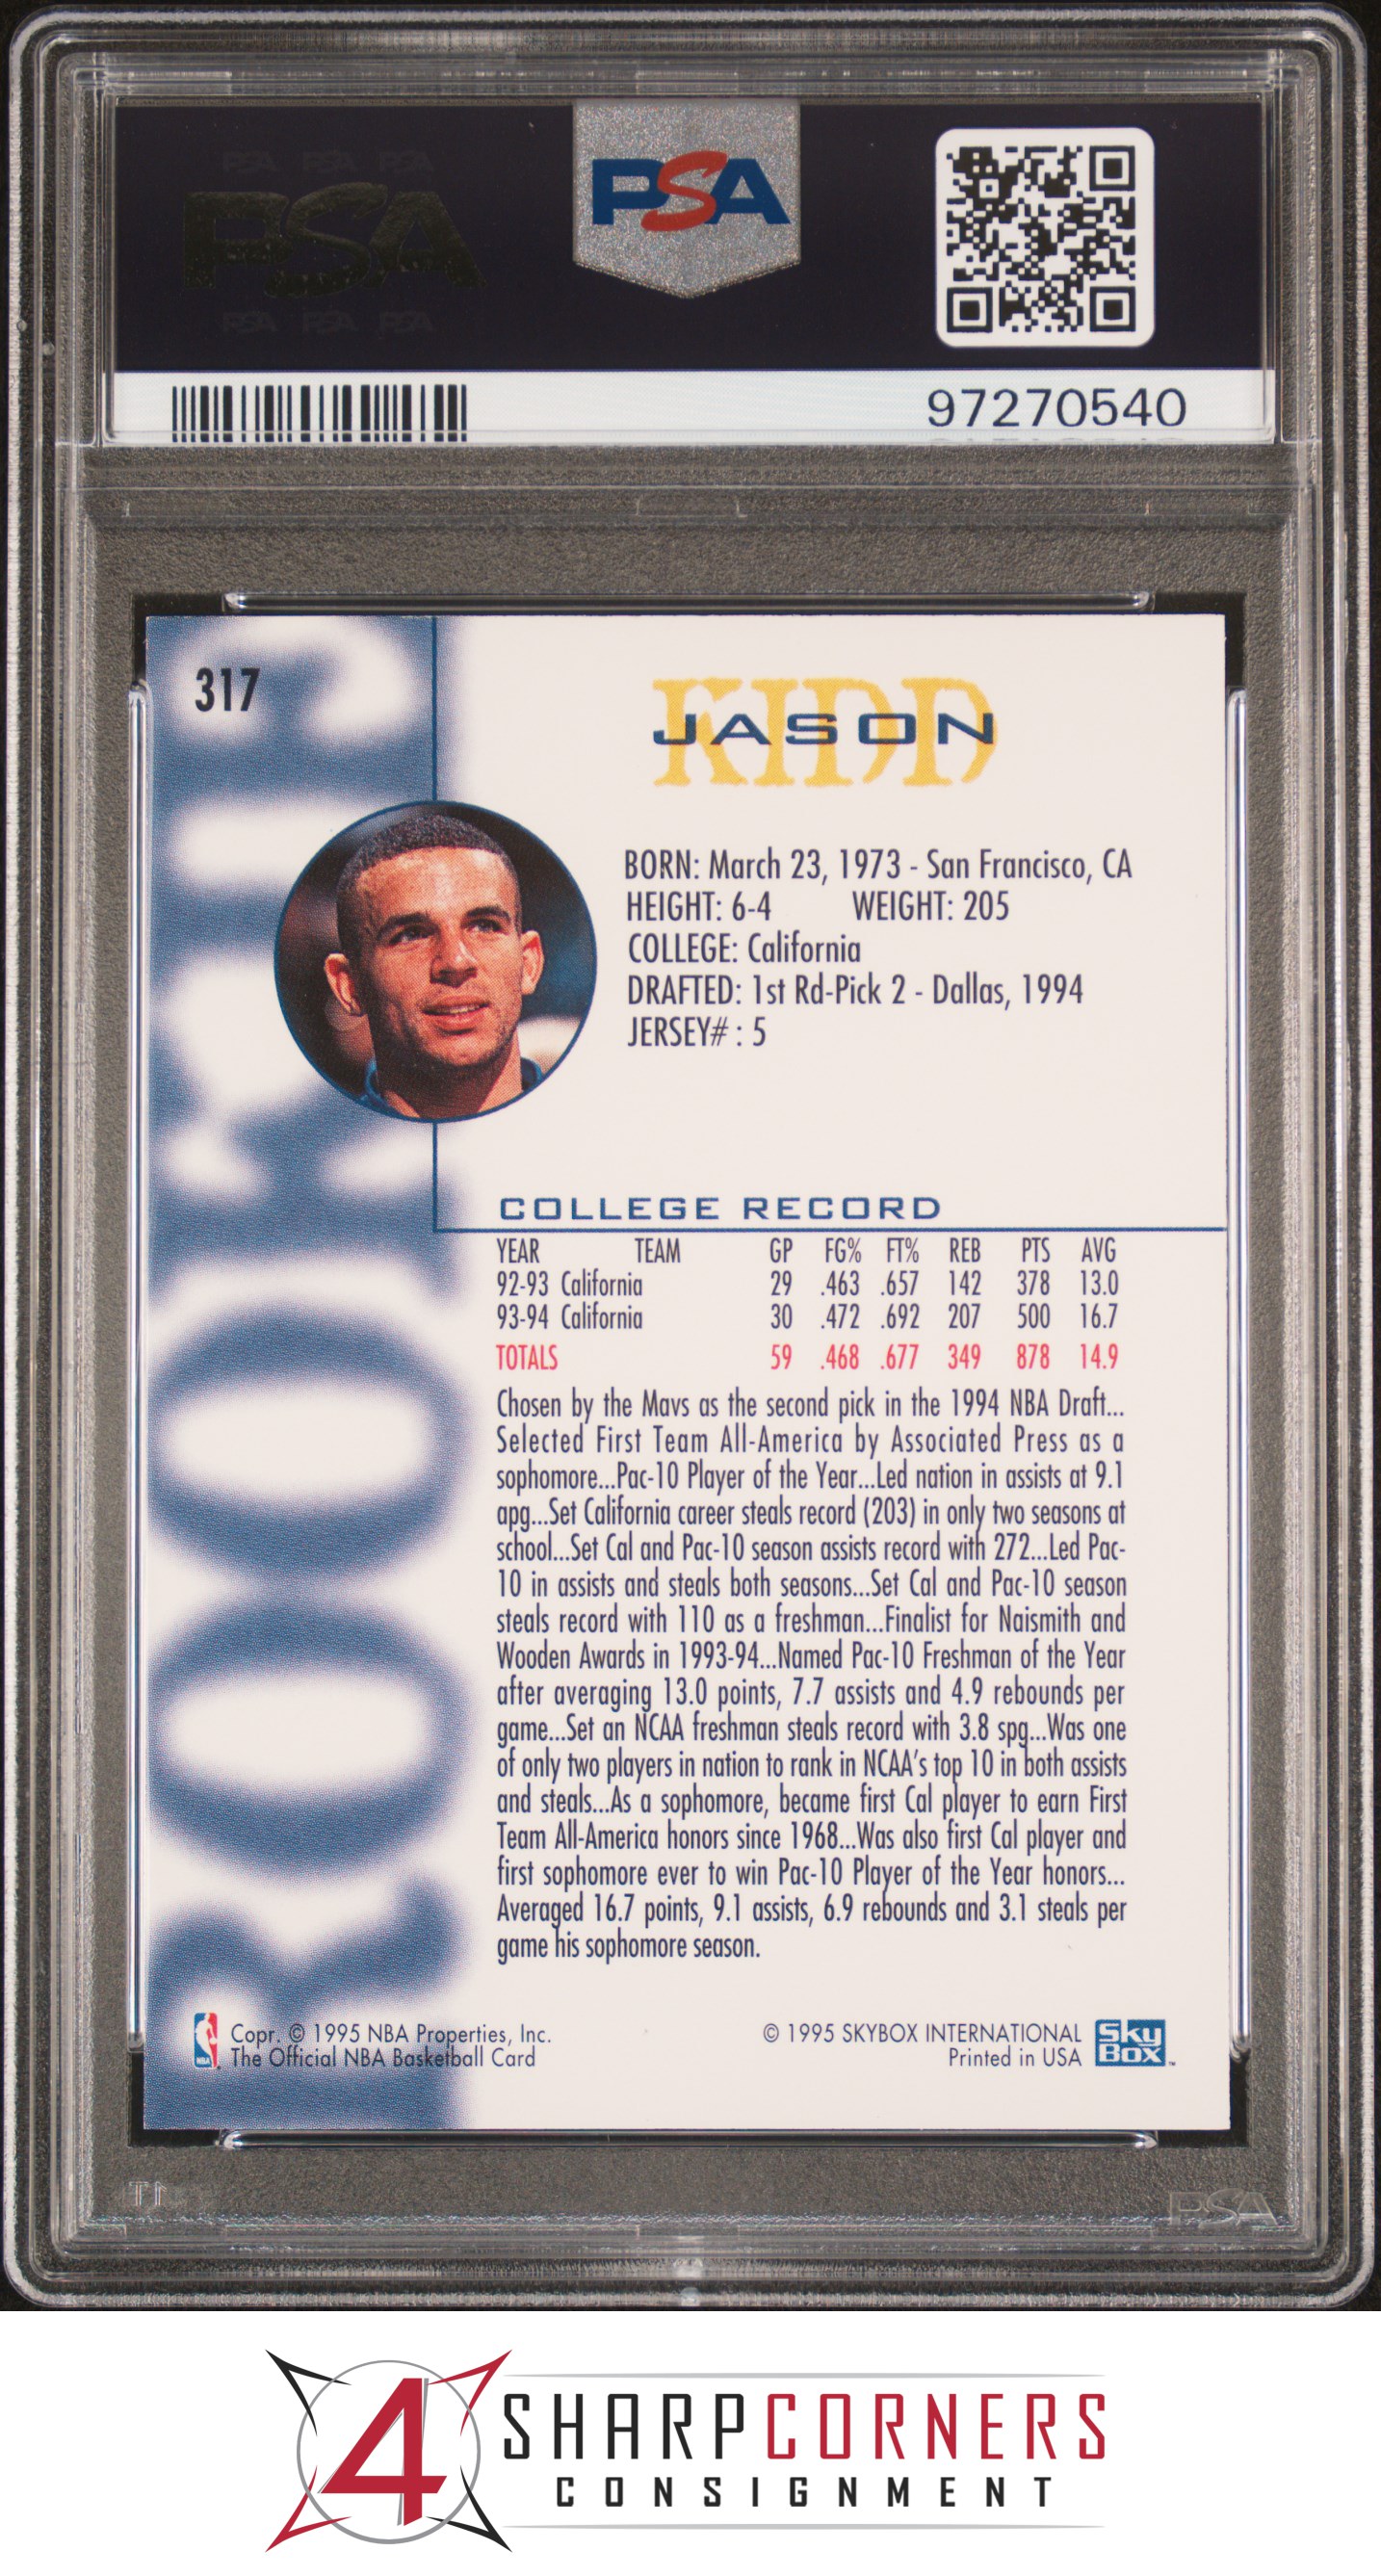 PSA PSA PSA
PSA
PSA PSA PSA
PSA
97270540
317
JASON
KIDD
BORN: March 23, 1973 - San Francisco, CA
HEIGHT: 6-4 WEIGHT: 205
COLLEGE: California
DRAFTED: 1st Rd-Pick 2 - Dallas, 1994
JERSEY# : 5
ROOKIE
COLLEGE RECORD
YEAR TEAM GP FG% FT% REB PTS AVG
92-93 California 29 .463 .657 142 378 13.0
93-94 California 30 .472 .692 207 500 16.7
TOTALS 59 .468 .677 349 878 14.9
Chosen by the Mavs as the second pick in the 1994 NBA Draft...
Selected First Team All-America by Associated Press as a
sophomore...Pac-10 Player of the Year...Led nation in assists at 9.1
apg...Set California career steals record (203) in only two seasons at
school...Set Cal and Pac-10 season assists record with 272...Led Pac-
10 in assists and steals both seasons...Set Cal and Pac-10 season
steals record with 110 as a freshman...Finalist for Naismith and
Wooden Awards in 1993-94...Named Pac-10 Freshman of the Year
after averaging 13.0 points, 7.7 assists and 4.9 rebounds per
game...Set an NCAA freshman steals record with 3.8 spg...Was one
of only two players in nation to rank in NCAA's top 10 in both assists
and steals...As a sophomore, became first Cal player to earn First
Team All-America honors since 1968...Was also first Cal player and
first sophomore ever to win Pac-10 Player of the Year honors...
Averaged 16.7 points, 9.1 assists, 6.9 rebounds and 3.1 steals per
game his sophomore season.
NBA
Copr. © 1995 NBA Properties, Inc.
The Official NBA Basketball Card
© 1995 SKYBOX INTERNATIONAL
Printed in USA
SkyBOX™
PSA
4
SHARPCORNERS
CONSIGNMENT